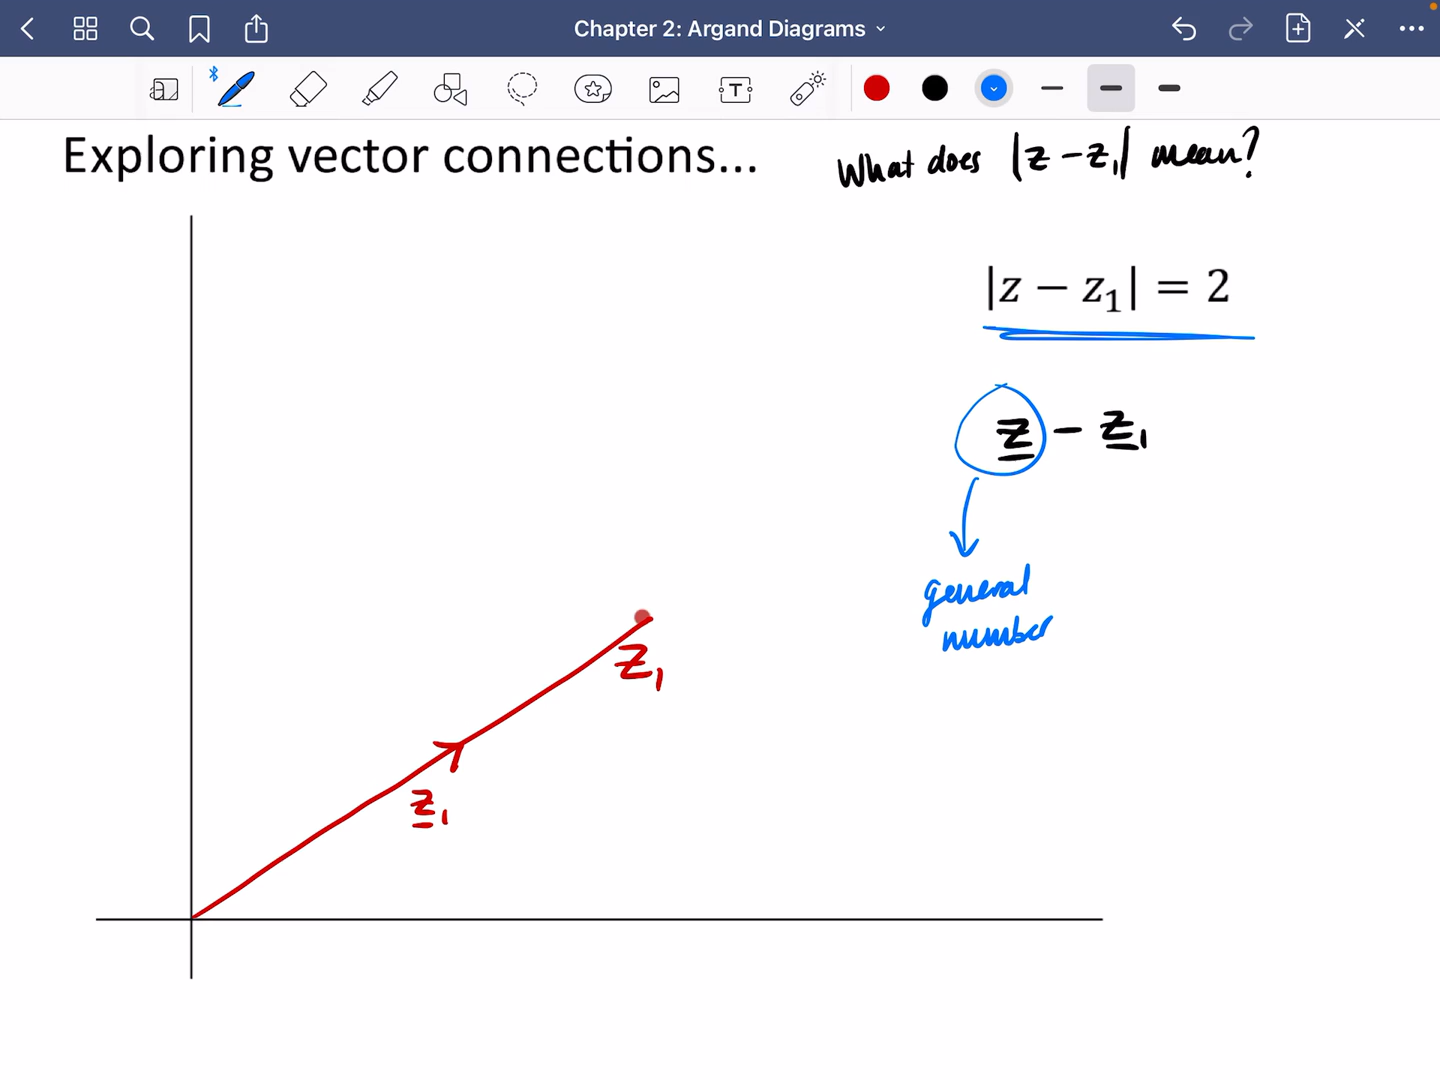 Chapter 2: Argand Diagrams
Exploring vector connections...
What does |z - z₁| mean?
|z − z₁| = 2
z - z₁
general
number
z₁
z₁